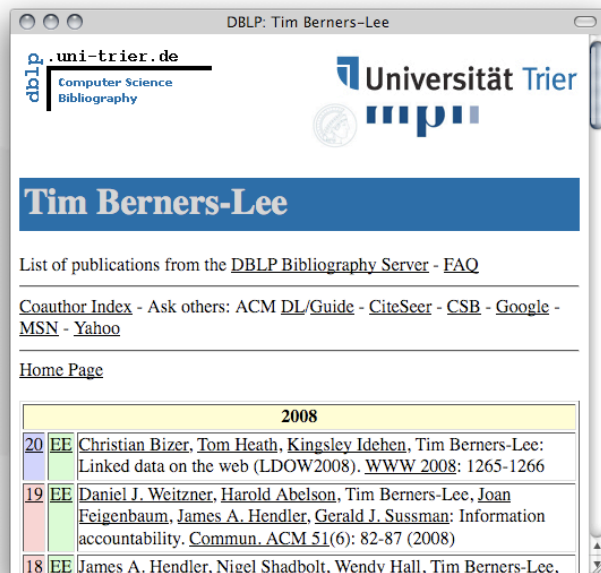 DBLP: Tim Berners-Lee
dblp.uni-trier.de
Computer Science
Bibliography
Universität Trier
mpii
Tim Berners-Lee
List of publications from the DBLP Bibliography Server - FAQ
Coauthor Index - Ask others: ACM DL/Guide - CiteSeer - CSB - Google -
MSN - Yahoo
Home Page
2008
20 EE Christian Bizer, Tom Heath, Kingsley Idehen, Tim Berners-Lee:
Linked data on the web (LDOW2008). WWW 2008: 1265-1266
19 EE Daniel J. Weitzner, Harold Abelson, Tim Berners-Lee, Joan
Feigenbaum, James A. Hendler, Gerald J. Sussman: Information
accountability. Commun. ACM 51(6): 82-87 (2008)
18 EE James A. Hendler, Nigel Shadbolt, Wendy Hall, Tim Berners-Lee,